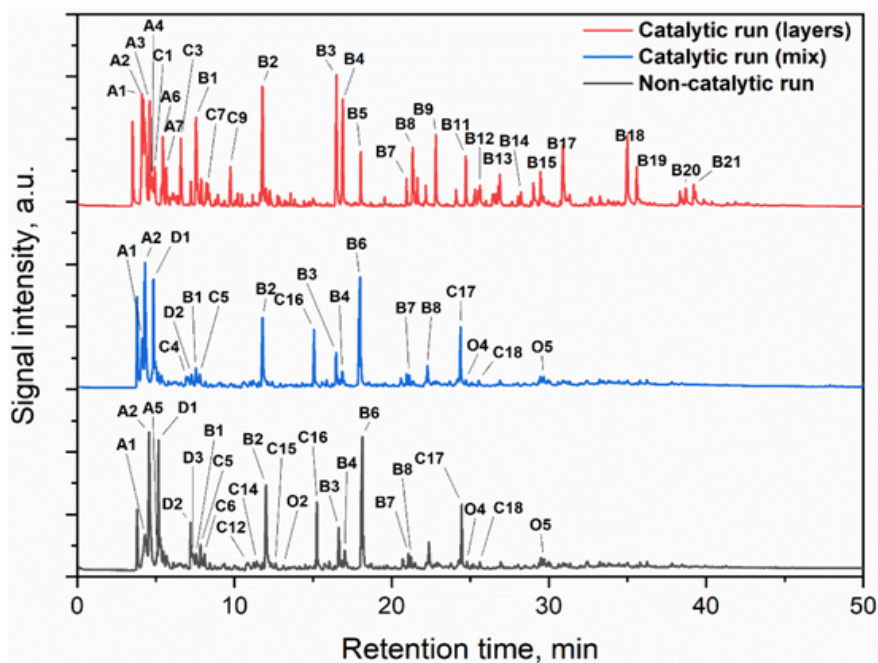 Catalytic run (layers)
Catalytic run (mix)
Non-catalytic run
A4
A3
C1
A2
C3
A1
A6
B1
A7
B2
C7
C9
B3
B4
B5
B7
B8
B9
B11
B12
B13
B14
B15
B17
B18
B19
B20
B21
A1
A2
D1
B1
D2
C5
C4
B2
C16
B3
B4
B6
B7
B8
C17
O4
C18
O5
A2
A5
D1
A1
B1
D3
C5
D2
C6
C12
C14
B2
C15
O2
C16
B3
B4
B6
B7
B8
C17
O4
C18
O5
Signal intensity, a.u.
0 10 20 30 40 50
Retention time, min